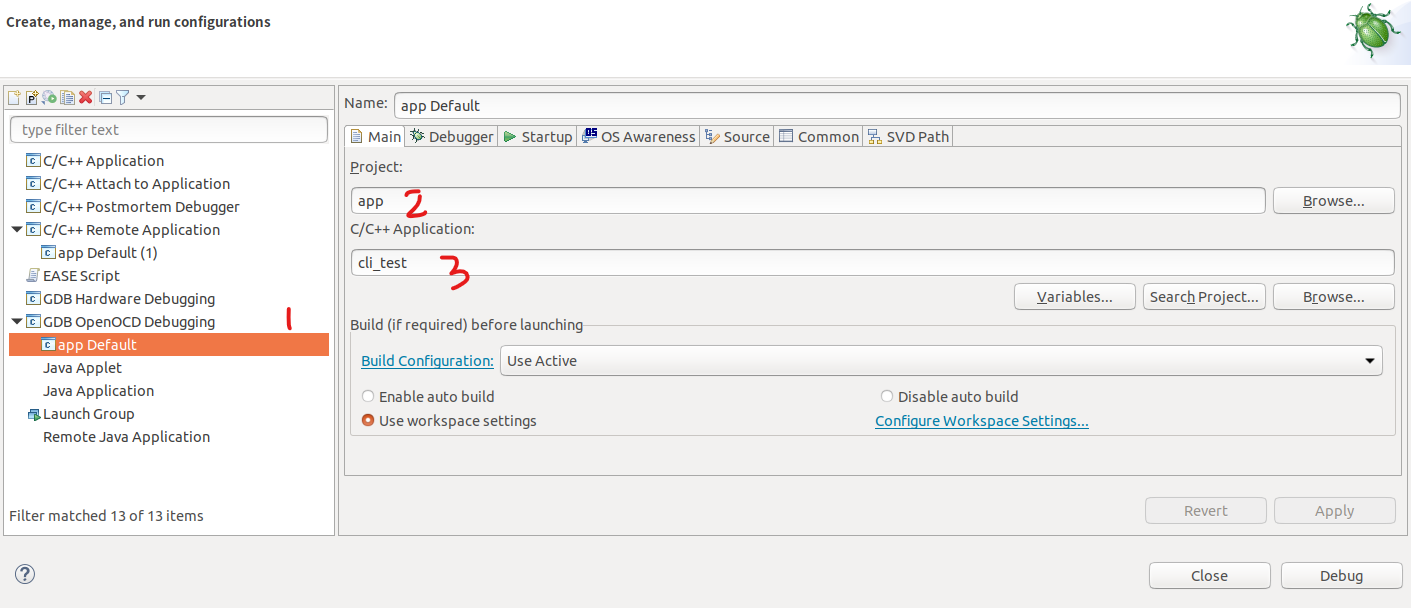 Create, manage, and run configurations
type filter text
C/C++ Application
C/C++ Attach to Application
C/C++ Postmortem Debugger
C/C++ Remote Application
app Default (1)
EASE Script
GDB Hardware Debugging
GDB OpenOCD Debugging 1
app Default
Java Applet
Java Application
Launch Group
Remote Java Application
Filter matched 13 of 13 items
Name: app Default
Main Debugger Startup OS Awareness Source Common SVD Path
Project:
app 2 Browse...
C/C++ Application:
cli_test 3
Variables... Search Project... Browse...
Build (if required) before launching
Build Configuration: Use Active
Enable auto build Disable auto build
Use workspace settings Configure Workspace Settings...
Revert Apply
? Close Debug